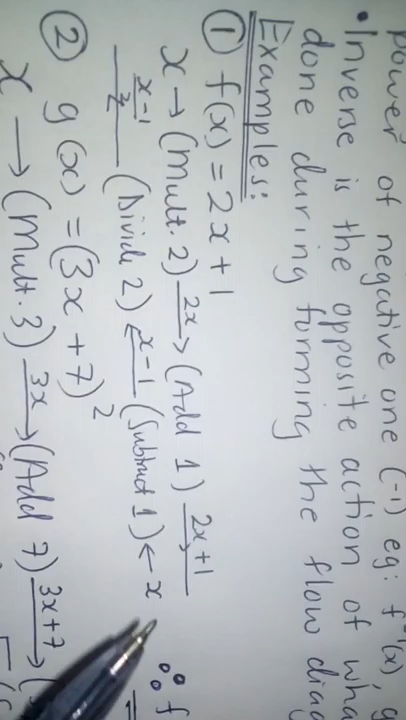 power of negative one (-1) eg: f⁻¹(x), g
• Inverse is the opposite action of wha
done during forming the flow diag
Examples:
① f(x) = 2x + 1
x → (Mult. 2) 2x→ (Add 1) 2x+1
x-1/2 (Divide 2) ←x-1 (Subtract 1) ← x
∴ f
② g(x) = (3x + 7)²
x → (Mult. 3) 3x→ (Add 7) 3x+7→ (